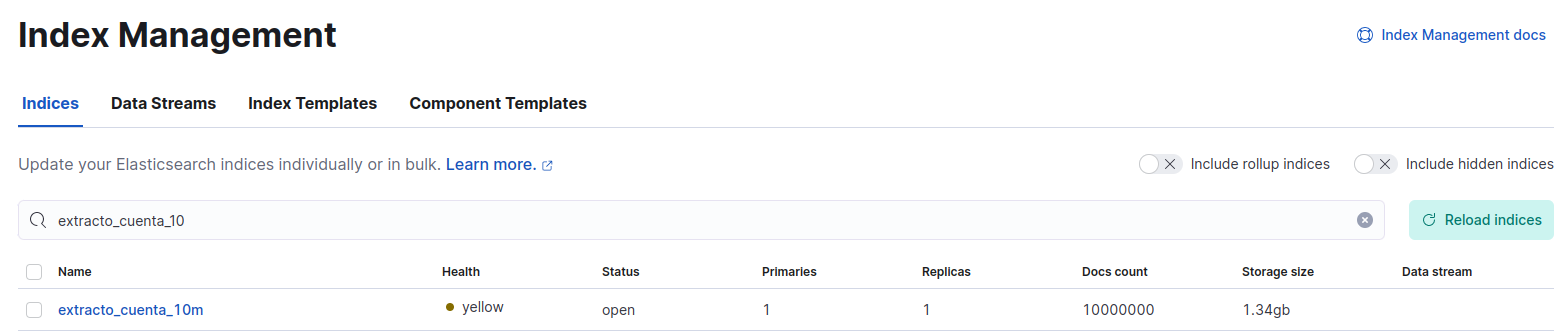 Index Management
Index Management docs
Indices Data Streams Index Templates Component Templates
Update your Elasticsearch indices individually or in bulk. Learn more. Include rollup indices Include hidden indices
extracto_cuenta_10 Reload indices
Name Health Status Primaries Replicas Docs count Storage size Data stream
extracto_cuenta_10m yellow open 1 1 10000000 1.34gb